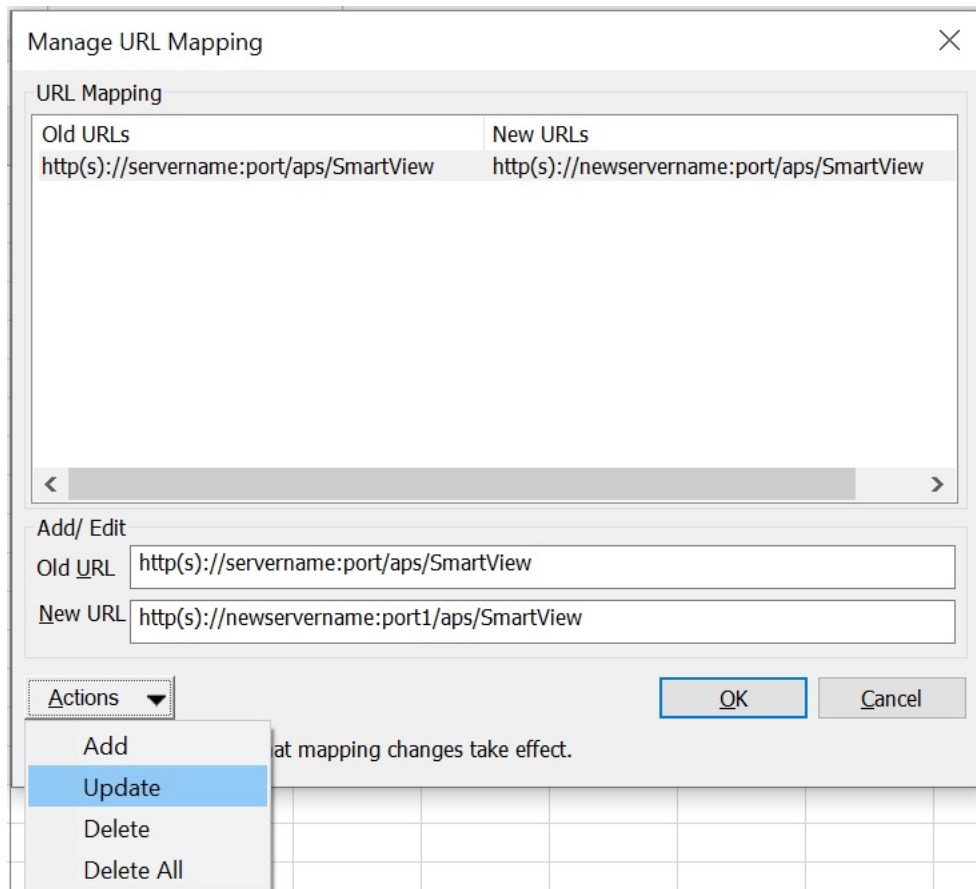 Manage URL Mapping
URL Mapping
Old URLs New URLs
http(s)://servername:port/aps/SmartView http(s)://newservername:port/aps/SmartView
Add/ Edit
Old URL http(s)://servername:port/aps/SmartView
New URL http(s)://newservername:port1/aps/SmartView
Actions OK Cancel
Add at mapping changes take effect.
Update
Delete
Delete All